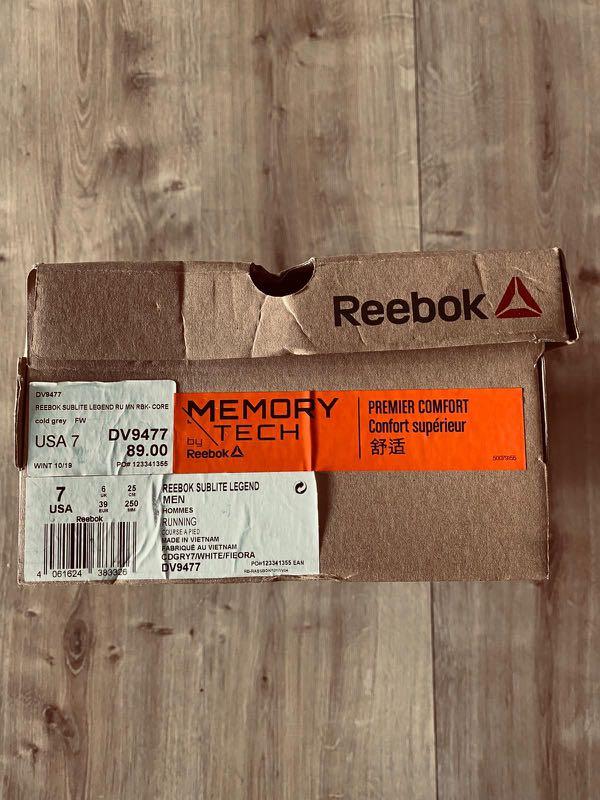 Reebok
DV9477
REEBOK SUBLITE LEGEND RU MN RBK- CORE
cold grey FW
USA 7 DV9477
89.00
WINT 10/19 PO# 123341355
MEMORY
TECH
by
Reebok
PREMIER COMFORT
Confort supérieur
舒适
7
USA
6
UK
25
CM
39
EUR
250
MM
Reebok
4 061624 383326
REEBOK SUBLITE LEGEND
MEN
HOMMES
RUNNING
COURSE A PIED
MADE IN VIETNAM
FABRIQUÉ AU VIETNAM
CDGRY7/WHITE/FIEORA
PO#123341355 EAN
DV9477